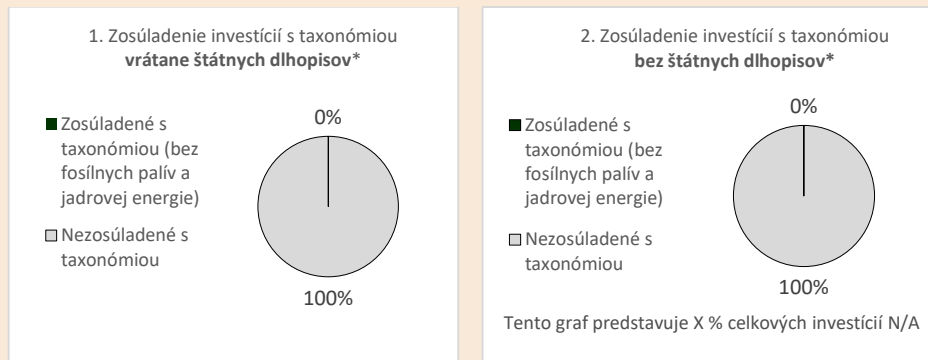 1. Zosúladenie investícií s taxonómiou
vrátane štátnych dlhopisov*
Zosúladené s
taxonómiou (bez
fosílnych palív a
jadrovej energie)
Nezosúladené s
taxonómiou
0%
100%
2. Zosúladenie investícií s taxonómiou
bez štátnych dlhopisov*
Zosúladené s
taxonómiou (bez
fosílnych palív a
jadrovej energie)
Nezosúladené s
taxonómiou
0%
100%
Tento graf predstavuje X % celkových investícií N/A